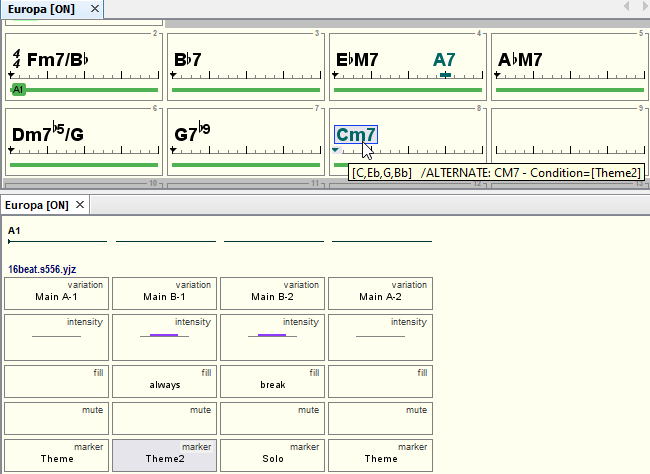 Europa [ON] ×
2 3 4 5
4/4 Fm7/B♭ B♭7 E♭M7 A7 A♭M7
A1
6 7 8 9
Dm7♭5/G G7♭9 Cm7
[C,Eb,G,Bb] /ALTERNATE: CM7 - Condition=[Theme2]
10 11 12 13
Europa [ON] ×
A1
16beat.s556.yjz
variation variation variation variation
Main A-1 Main B-1 Main B-2 Main A-2
intensity intensity intensity intensity
fill fill fill fill
always break
mute mute mute mute
marker marker marker marker
Theme Theme2 Solo Theme